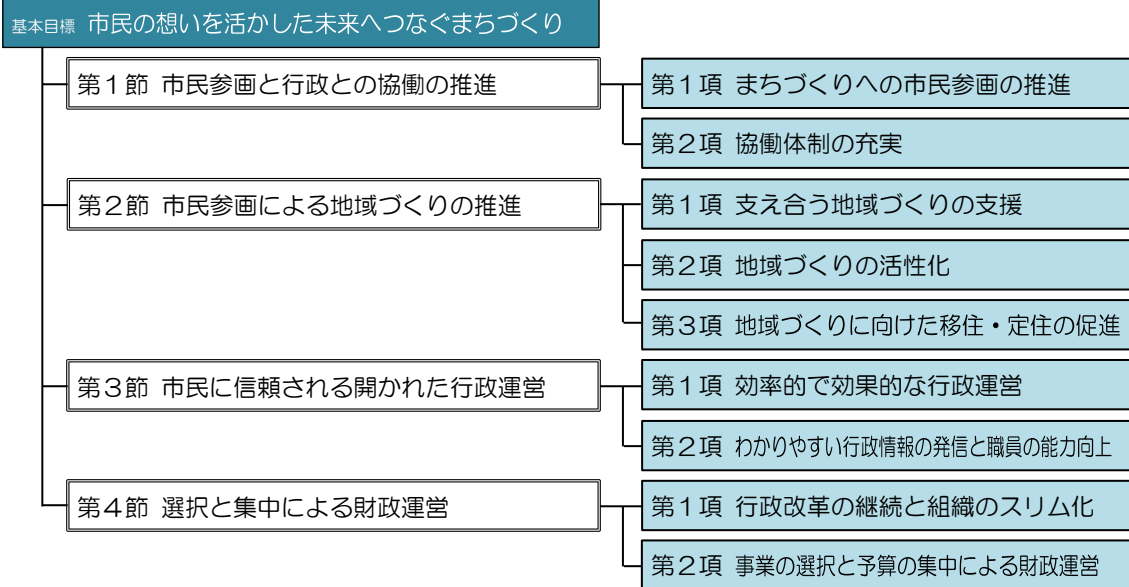 基本目標 市民の想いを活かした未来へつなぐまちづくり
第１節 市民参画と行政との協働の推進
第１項 まちづくりへの市民参画の推進
第２項 協働体制の充実
第２節 市民参画による地域づくりの推進
第１項 支え合う地域づくりの支援
第２項 地域づくりの活性化
第３項 地域づくりに向けた移住・定住の促進
第３節 市民に信頼される開かれた行政運営
第１項 効率的で効果的な行政運営
第２項 わかりやすい行政情報の発信と職員の能力向上
第４節 選択と集中による財政運営
第１項 行政改革の継続と組織のスリム化
第２項 事業の選択と予算の集中による財政運営